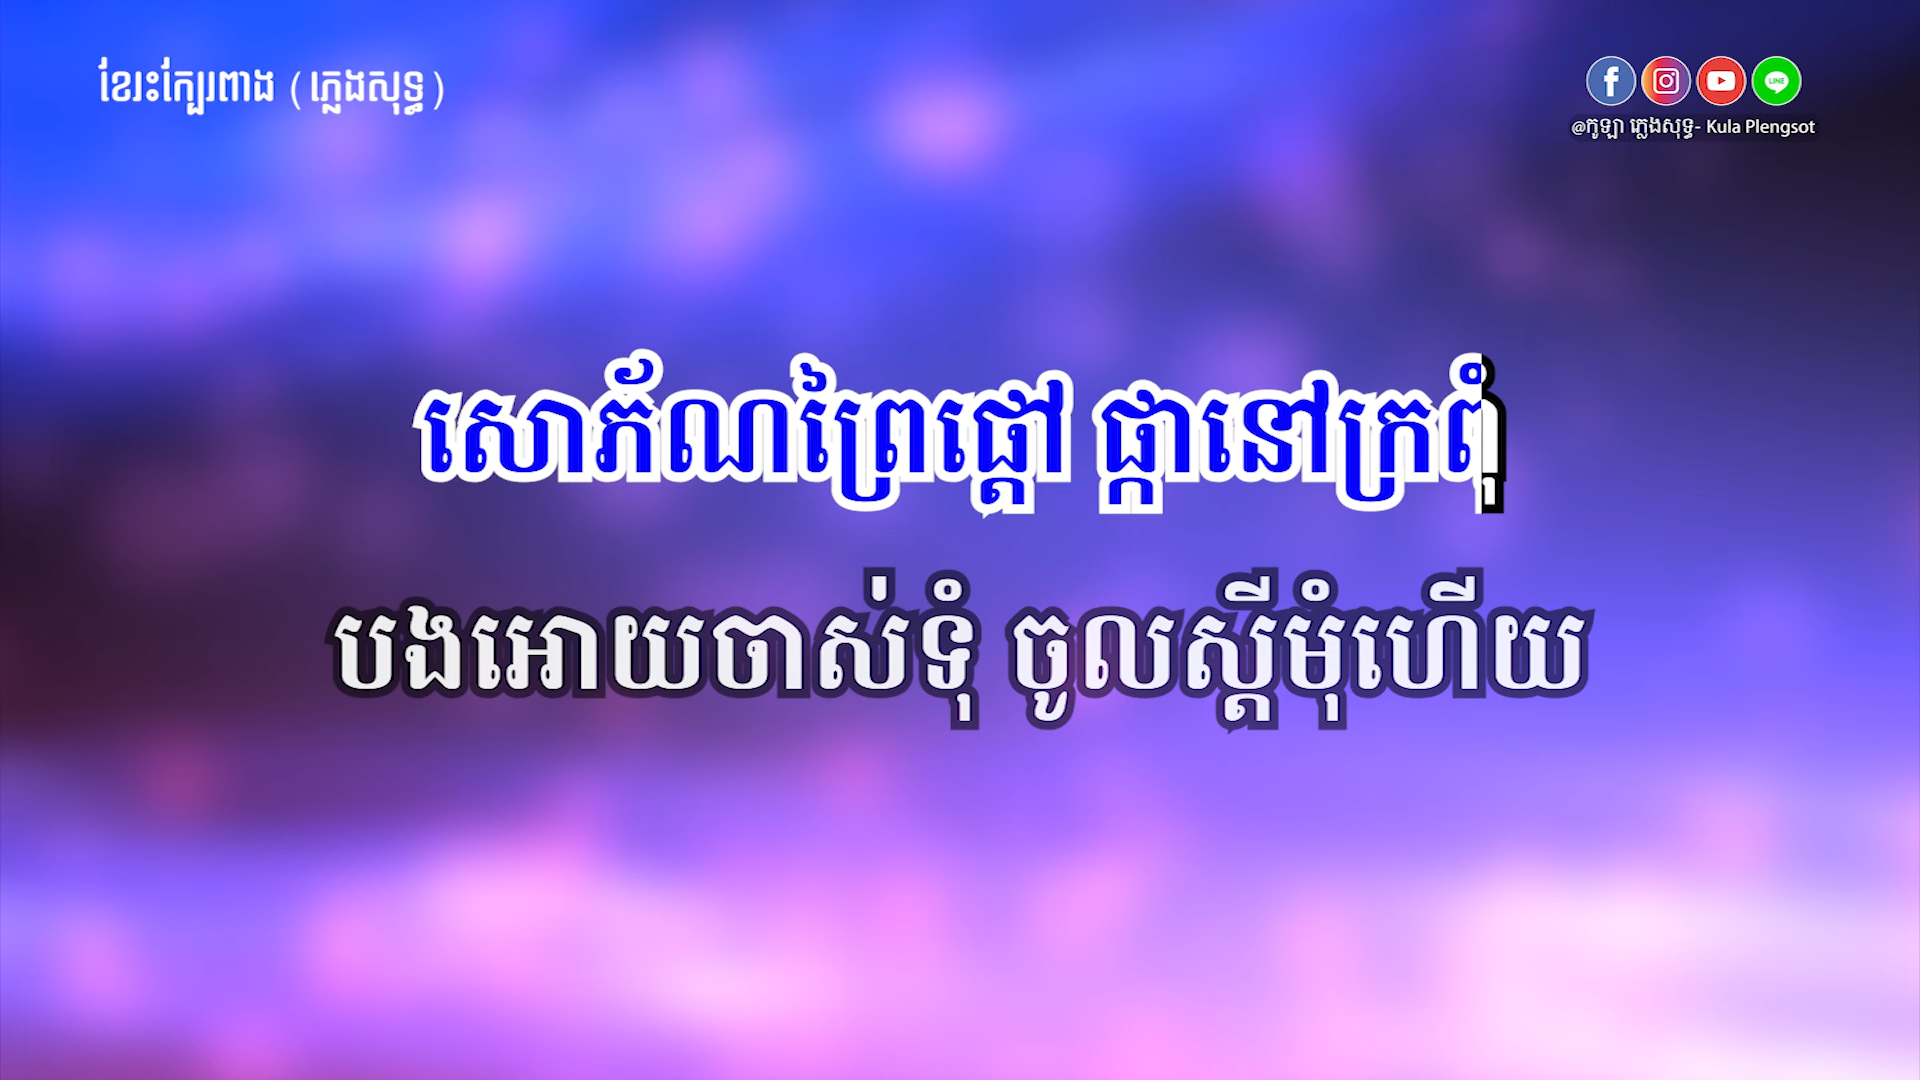 ខែរះក្បែរពាង (ភ្លេងសុទ្ធ)
LINE
@កូឡា ភ្លេងសុទ្ធ- Kula Plengsot
សោភ័ណព្រៃផ្តៅ ផ្កានៅក្រពុំ
បងអោយចាស់ទុំ ចូលស្តីមុំហើយ